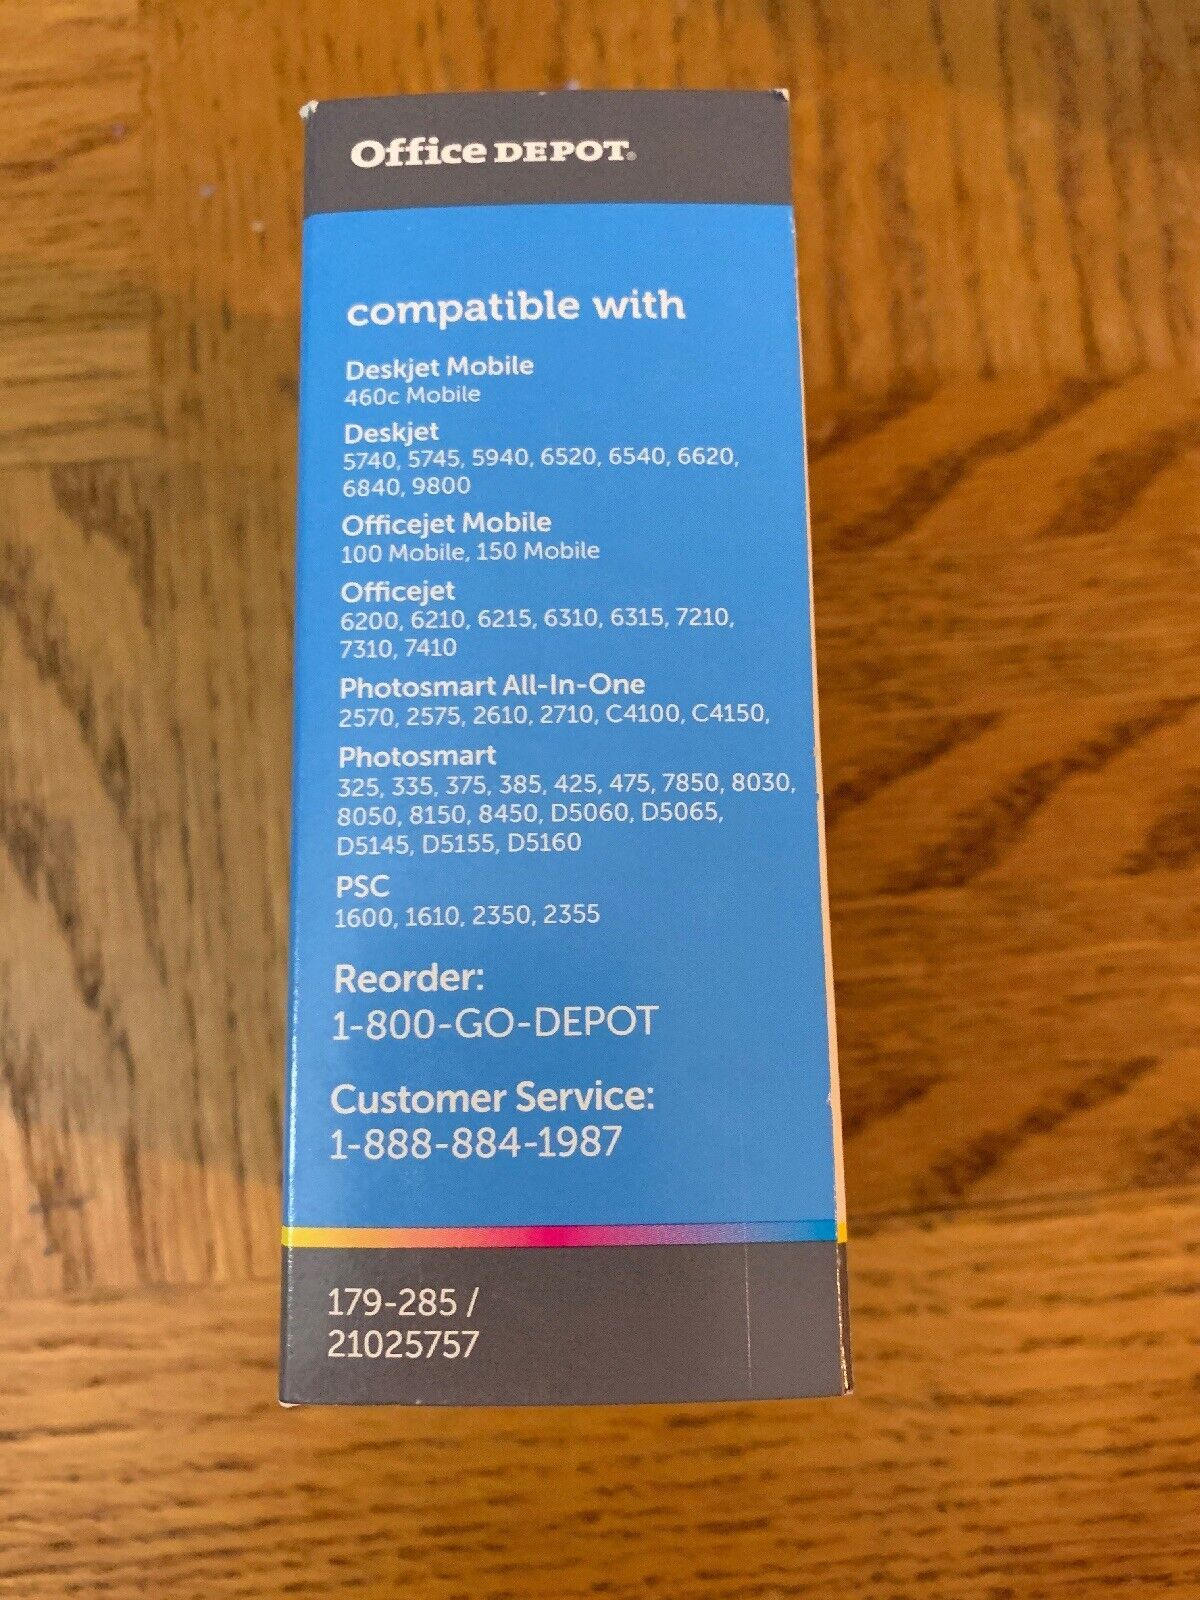 Office DEPOT®
compatible with
Deskjet Mobile
460c Mobile
Deskjet
5740, 5745, 5940, 6520, 6540, 6620,
6840, 9800
Officejet Mobile
100 Mobile, 150 Mobile
Officejet
6200, 6210, 6215, 6310, 6315, 7210,
7310, 7410
Photosmart All-In-One
2570, 2575, 2610, 2710, C4100, C4150,
Photosmart
325, 335, 375, 385, 425, 475, 7850, 8030,
8050, 8150, 8450, D5060, D5065,
D5145, D5155, D5160
PSC
1600, 1610, 2350, 2355
Reorder:
1-800-GO-DEPOT
Customer Service:
1-888-884-1987
179-285 /
21025757